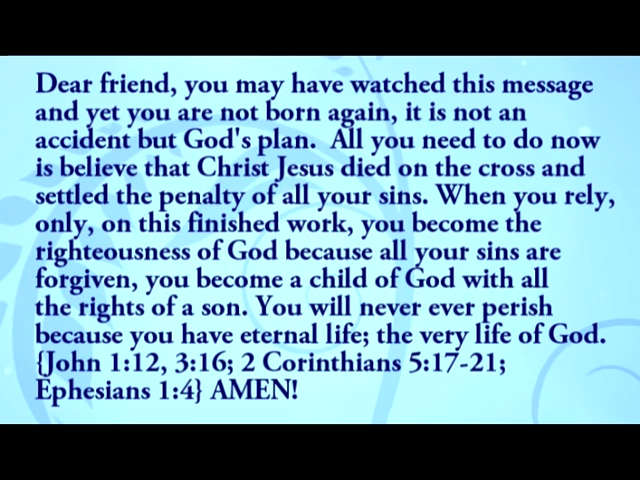 Dear friend, you may have watched this message
and yet you are not born again, it is not an
accident but God's plan.  All you need to do now
is believe that Christ Jesus died on the cross and
settled the penalty of all your sins. When you rely,
only, on this finished work, you become the
righteousness of God because all your sins are
forgiven, you become a child of God with all
the rights of a son. You will never ever perish
because you have eternal life; the very life of God.
{John 1:12, 3:16; 2 Corinthians 5:17-21;
Ephesians 1:4} AMEN!